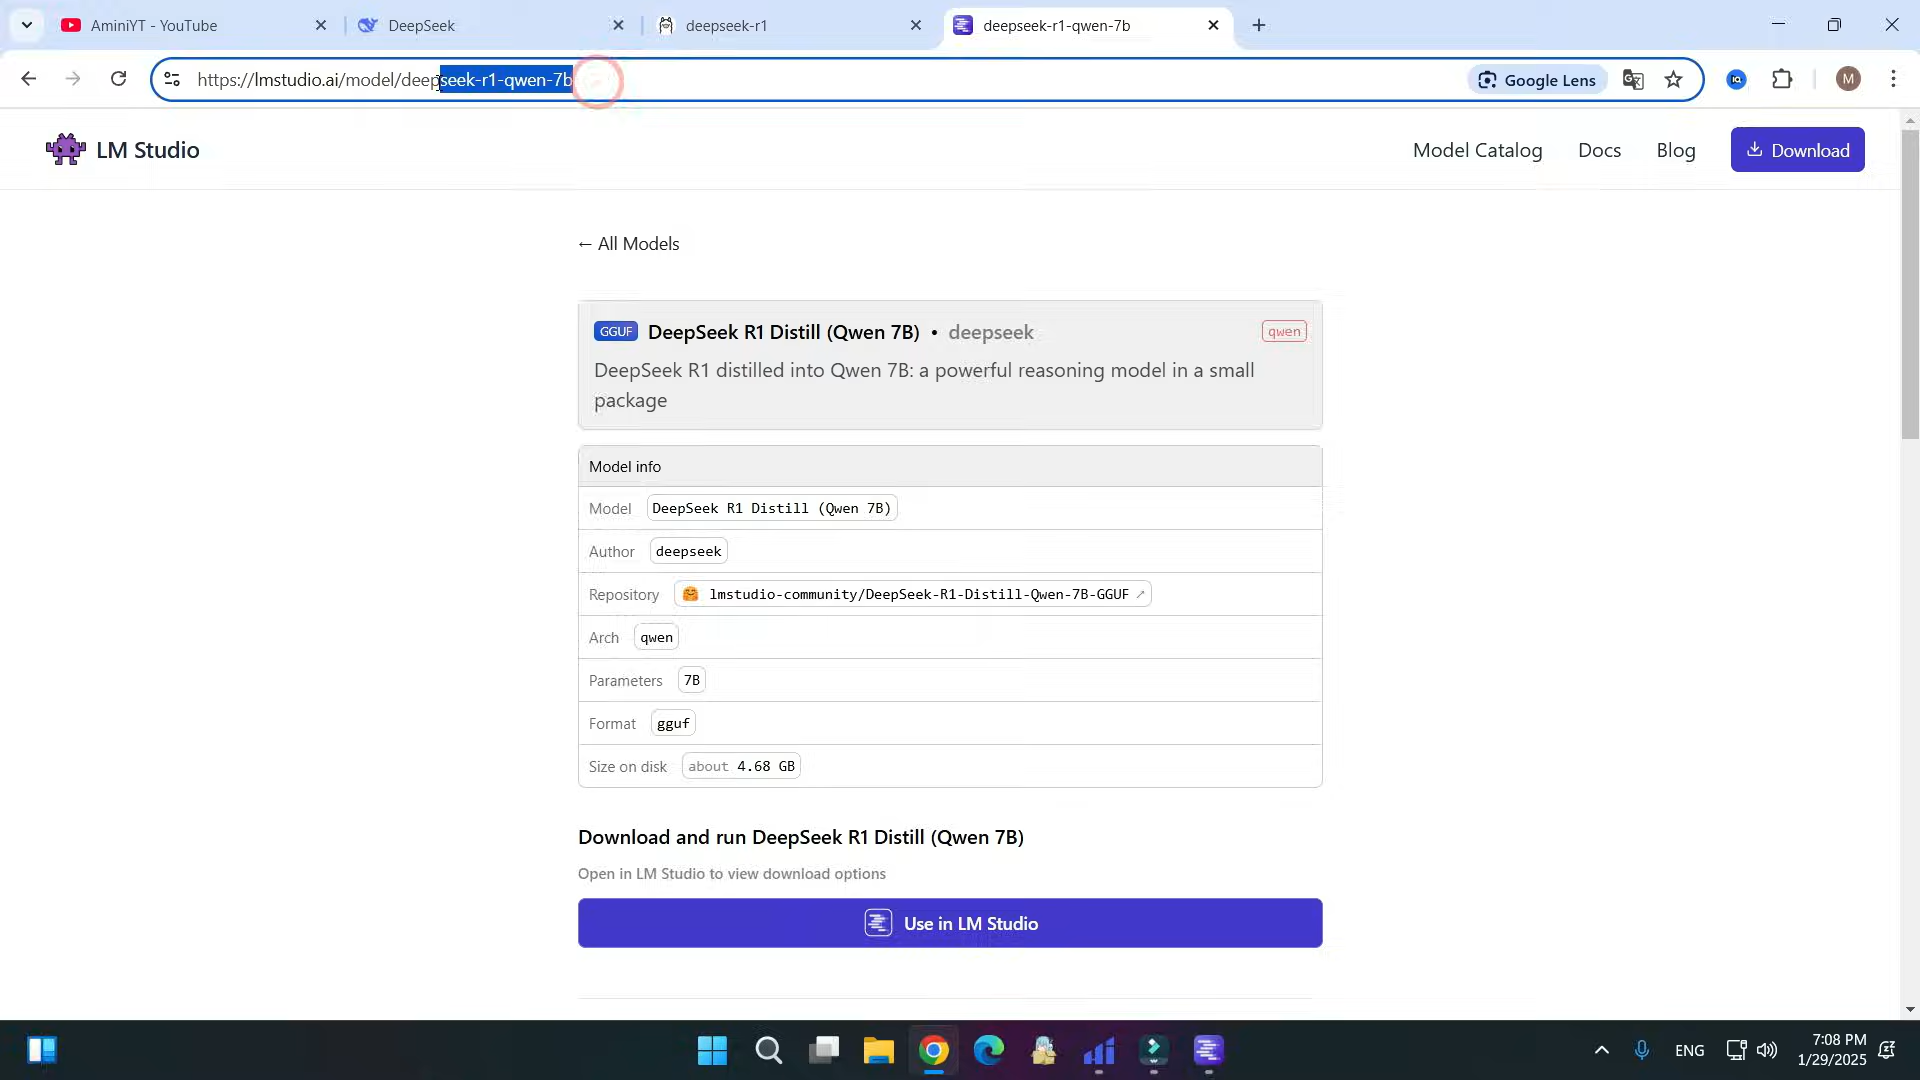 AminiYT - YouTube
DeepSeek
deepseek-r1
deepseek-r1-qwen-7b
https://lmstudio.ai/model/deepseek-r1-qwen-7b
Google Lens
M
LM Studio
Model Catalog
Docs
Blog
Download
← All Models
GGUF DeepSeek R1 Distill (Qwen 7B) • deepseek
qwen
DeepSeek R1 distilled into Qwen 7B: a powerful reasoning model in a small
package
Model info
Model DeepSeek R1 Distill (Qwen 7B)
Author deepseek
Repository lmstudio-community/DeepSeek-R1-Distill-Qwen-7B-GGUF ↗
Arch qwen
Parameters 7B
Format gguf
Size on disk about 4.68 GB
Download and run DeepSeek R1 Distill (Qwen 7B)
Open in LM Studio to view download options
Use in LM Studio
ENG
7:08 PM
1/29/2025